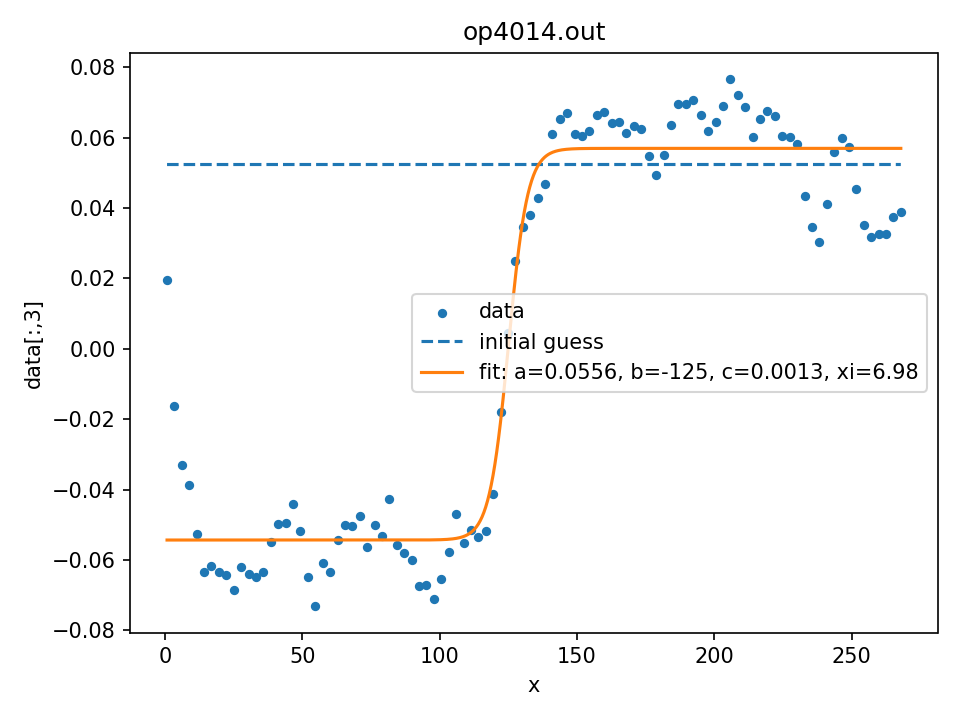 op4014.out
0.08
0.06
0.04
0.02
0.00
−0.02
−0.04
−0.06
−0.08
data[:,3]
data
initial guess
fit: a=0.0556, b=-125, c=0.0013, xi=6.98
0 50 100 150 200 250
x